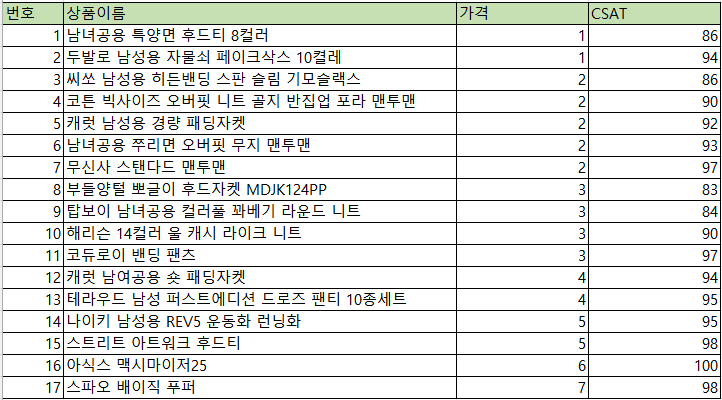 번호 상품이름 가격 CSAT
1 남녀공용 특양면 후드티 8컬러 1 86
2 두발로 남성용 자물쇠 페이크삭스 10켤레 1 94
3 씨쏘 남성용 히든밴딩 스판 슬림 기모슬랙스 2 86
4 코튼 빅사이즈 오버핏 니트 골지 반집업 포라 맨투맨 2 90
5 캐럿 남성용 경량 패딩자켓 2 92
6 남녀공용 쭈리면 오버핏 무지 맨투맨 2 93
7 무신사 스탠다드 맨투맨 2 97
8 부들양털 뽀글이 후드자켓 MDJK124PP 3 83
9 탑보이 남녀공용 컬러풀 꽈베기 라운드 니트 3 84
10 해리슨 14컬러 울 캐시 라이크 니트 3 90
11 코듀로이 밴딩 팬츠 3 97
12 캐럿 남여공용 숏 패딩자켓 4 94
13 테라우드 남성 퍼스트에디션 드로즈 팬티 10종세트 4 95
14 나이키 남성용 REV5 운동화 런닝화 5 95
15 스트리트 아트워크 후드티 5 98
16 아식스 맥시마이저25 6 100
17 스파오 베이직 푸퍼 7 98